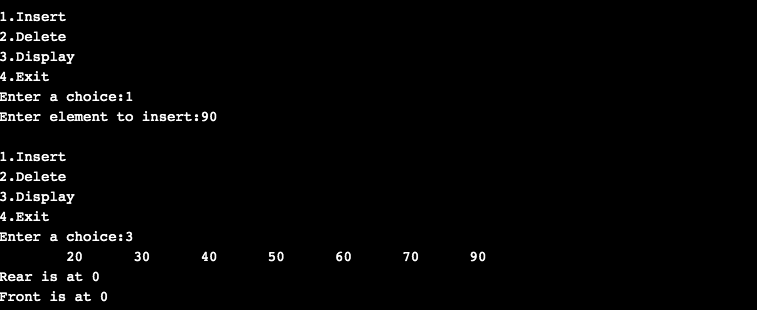 1.Insert
2.Delete
3.Display
4.Exit
Enter a choice:1
Enter element to insert:90
1.Insert
2.Delete
3.Display
4.Exit
Enter a choice:3
20 30 40 50 60 70 90
Rear is at 0
Front is at 0